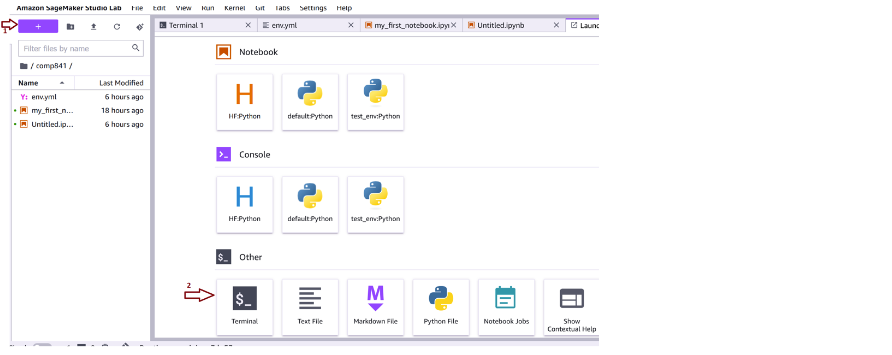 Amazon SageMaker Studio Lab File Edit View Run Kernel Git Tabs Settings Help
1
+
Terminal 1 env.yml my_first_notebook.ipyn Untitled.ipynb Launc
Filter files by name
/ comp841 /
Name Last Modified
Y: env.yml 6 hours ago
my_first_n... 18 hours ago
Untitled.ip... 6 hours ago
Notebook
H
HF:Python default:Python test_env:Python
Console
H
HF:Python default:Python test_env:Python
$_ Other
2
$_ M
Terminal Text File Markdown File Python File Notebook Jobs Show
Contextual Help